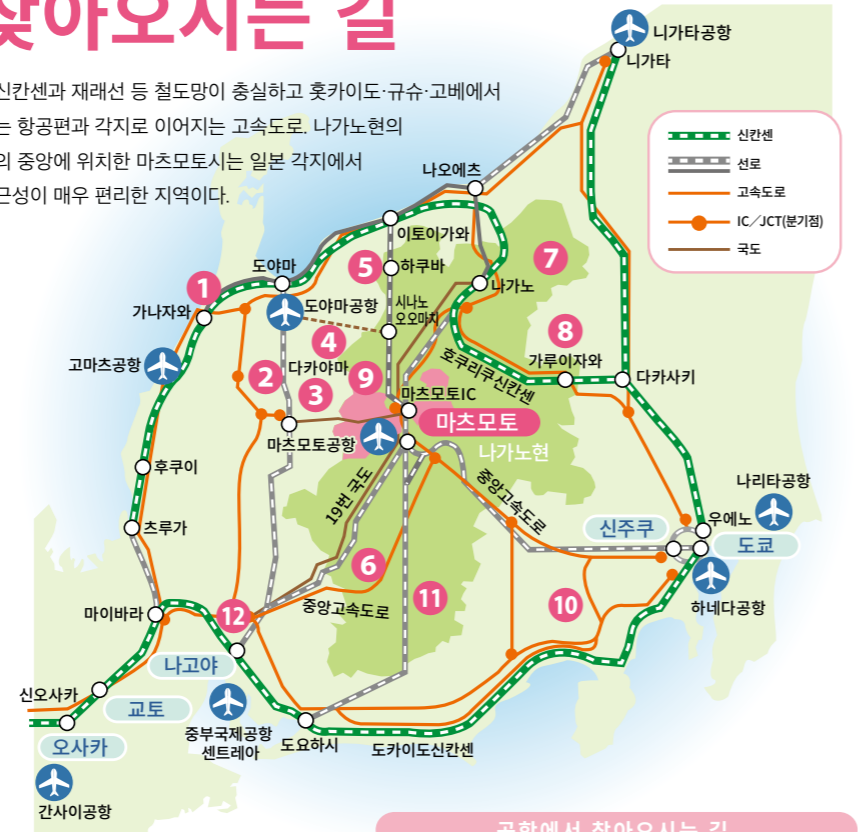 찾아오시는 길
신칸센과 재래선 등 철도망이 충실하고 홋카이도·규슈·고베에서
는 항공편과 각지로 이어지는 고속도로. 나가노현의
의 중앙에 위치한 마츠모토시는 일본 각지에서
근성이 매우 편리한 지역이다.
니가타공항
니가타
신칸센
선로
고속도로
IC／JCT(분기점)
국도
나오에츠
이토이가와
하쿠바
5
7
도야마
나가노
1
도야마공항
시나노
오오마치
가나자와
4
8
고마츠공항
2
다카야마
3
9
가루이자와
호쿠리쿠신칸센
다카사키
마츠모토IC
마츠모토
마츠모토공항
나가노현
후쿠이
19번 국도
중앙고속도로
나리타공항
우에노
츠루가
신주쿠
도쿄
6
11
10
하네다공항
마이바라
12
중앙고속도로
나고야
신오사카
교토
중부국제공항
센트레아
도요하시
도카이도신칸센
오사카
간사이공항
공항에서 찾아오시는 길